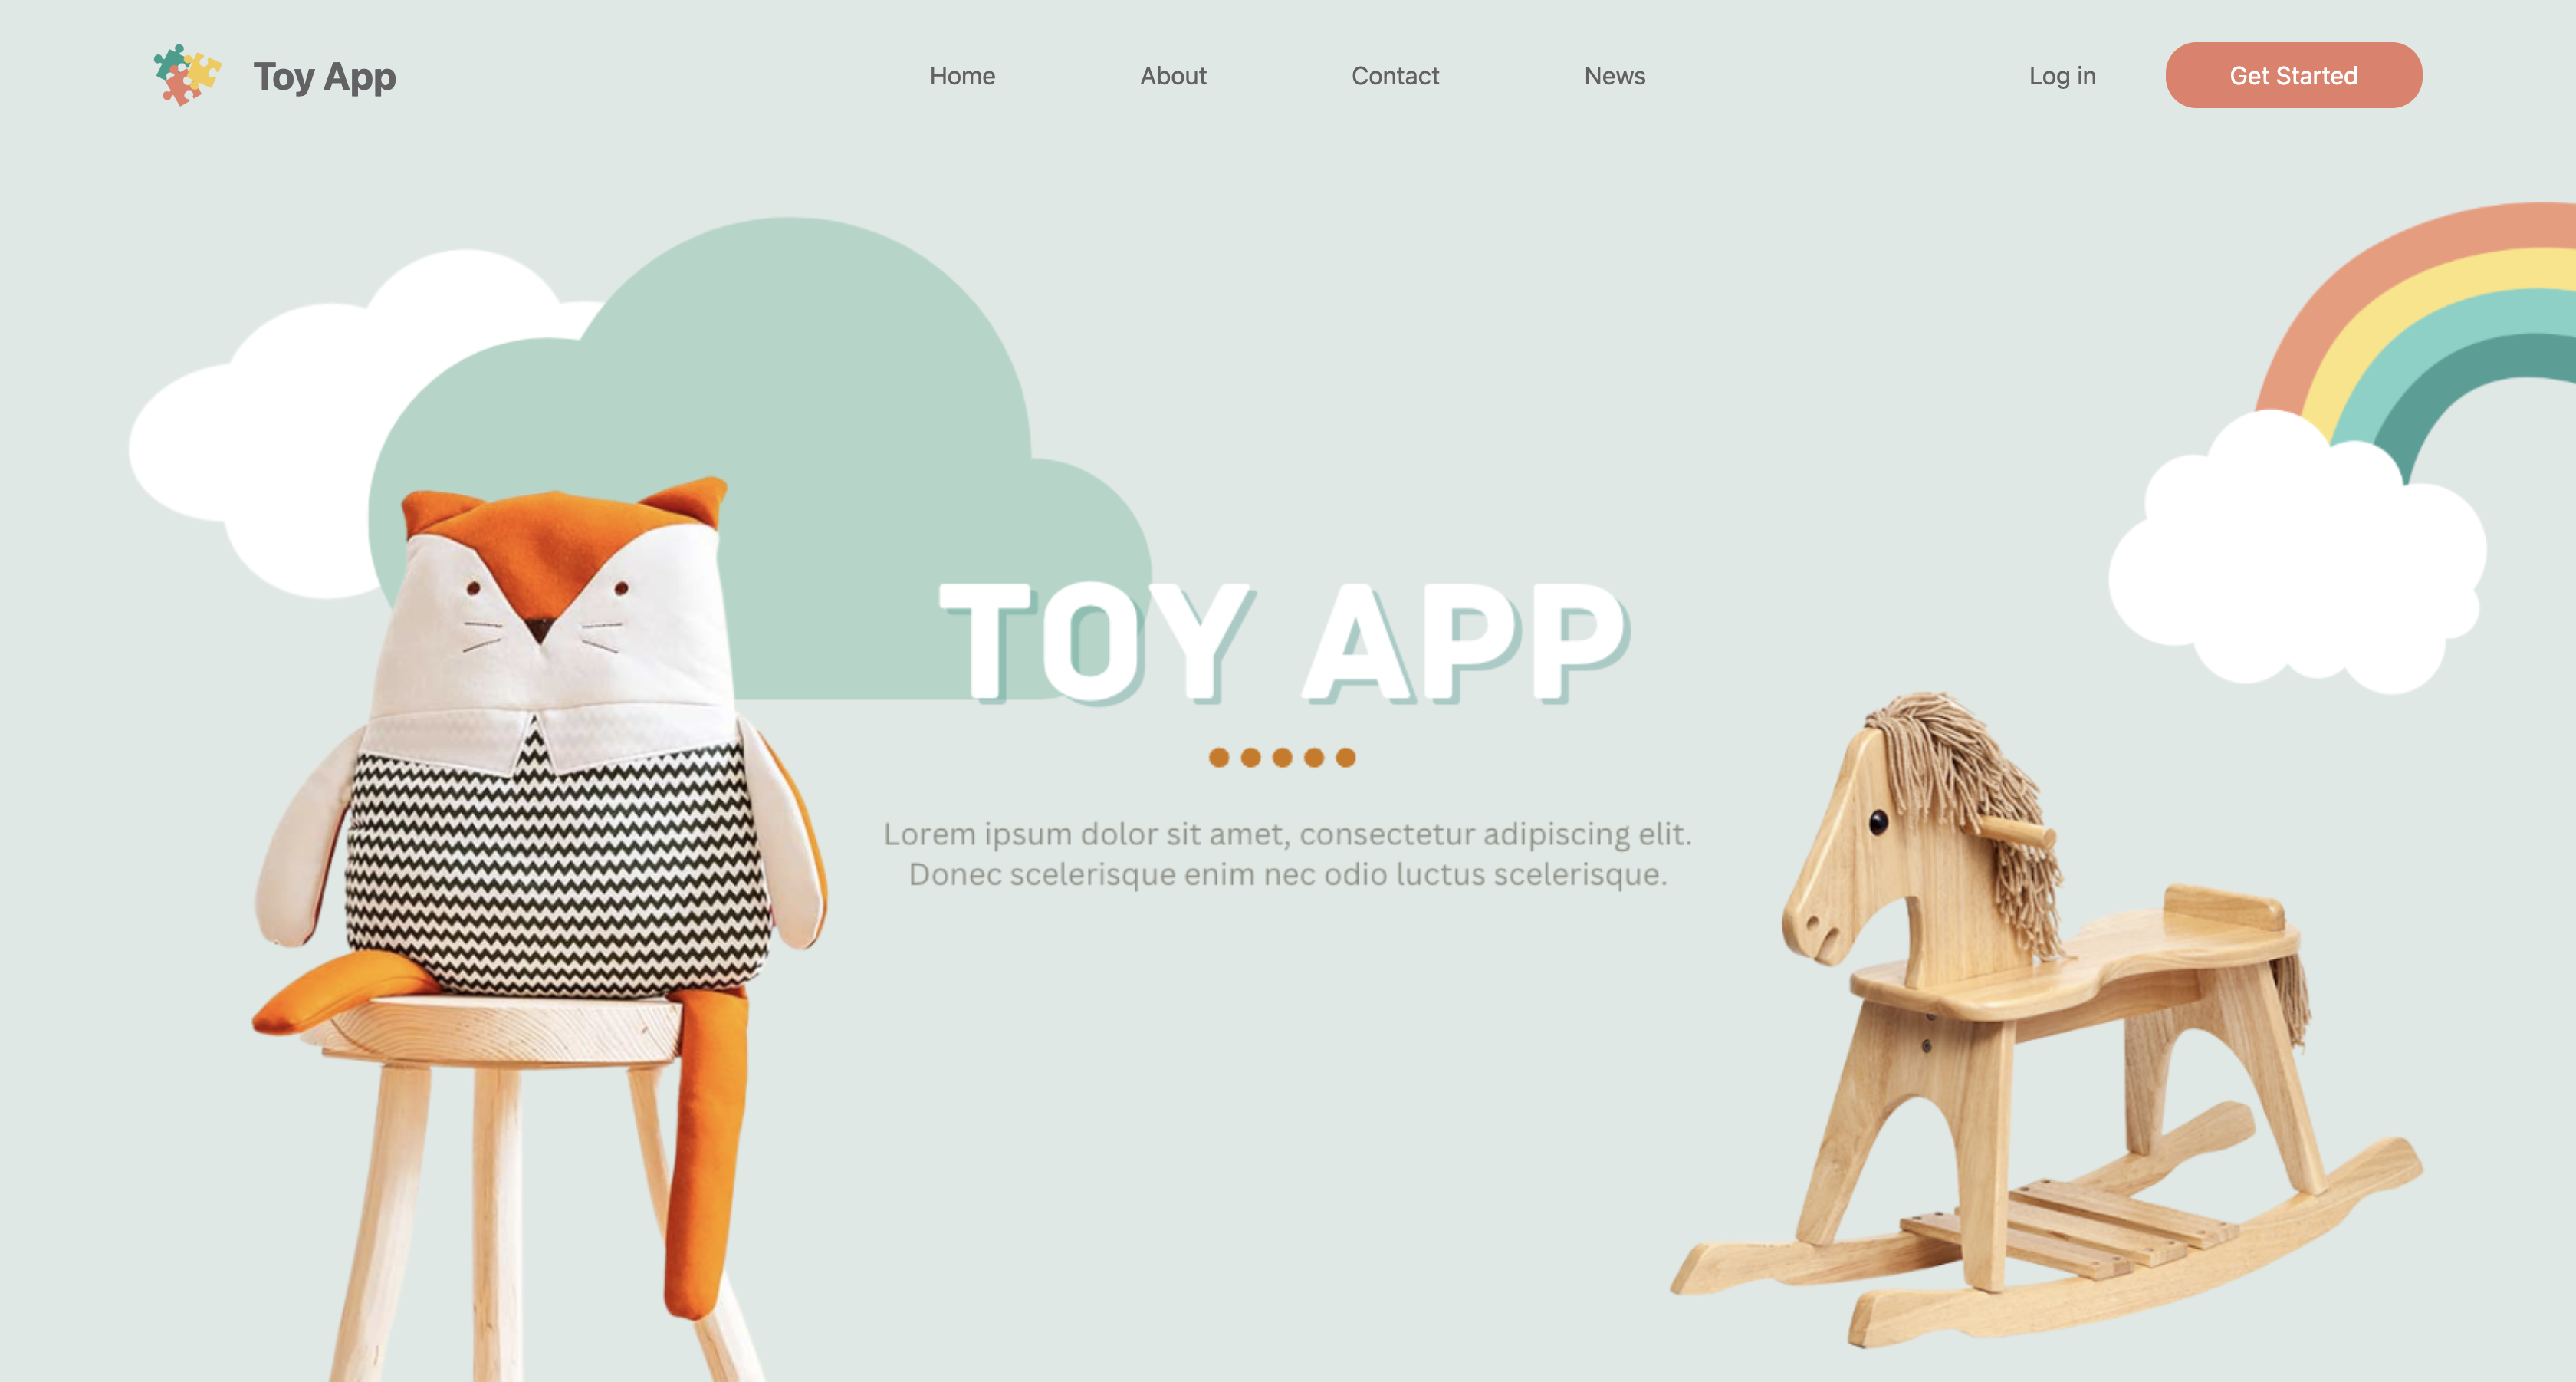 Toy App
Home
About
Contact
News
Log in
Get Started
TOY APP
Lorem ipsum dolor sit amet, consectetur adipiscing elit.
Donec scelerisque enim nec odio luctus scelerisque.